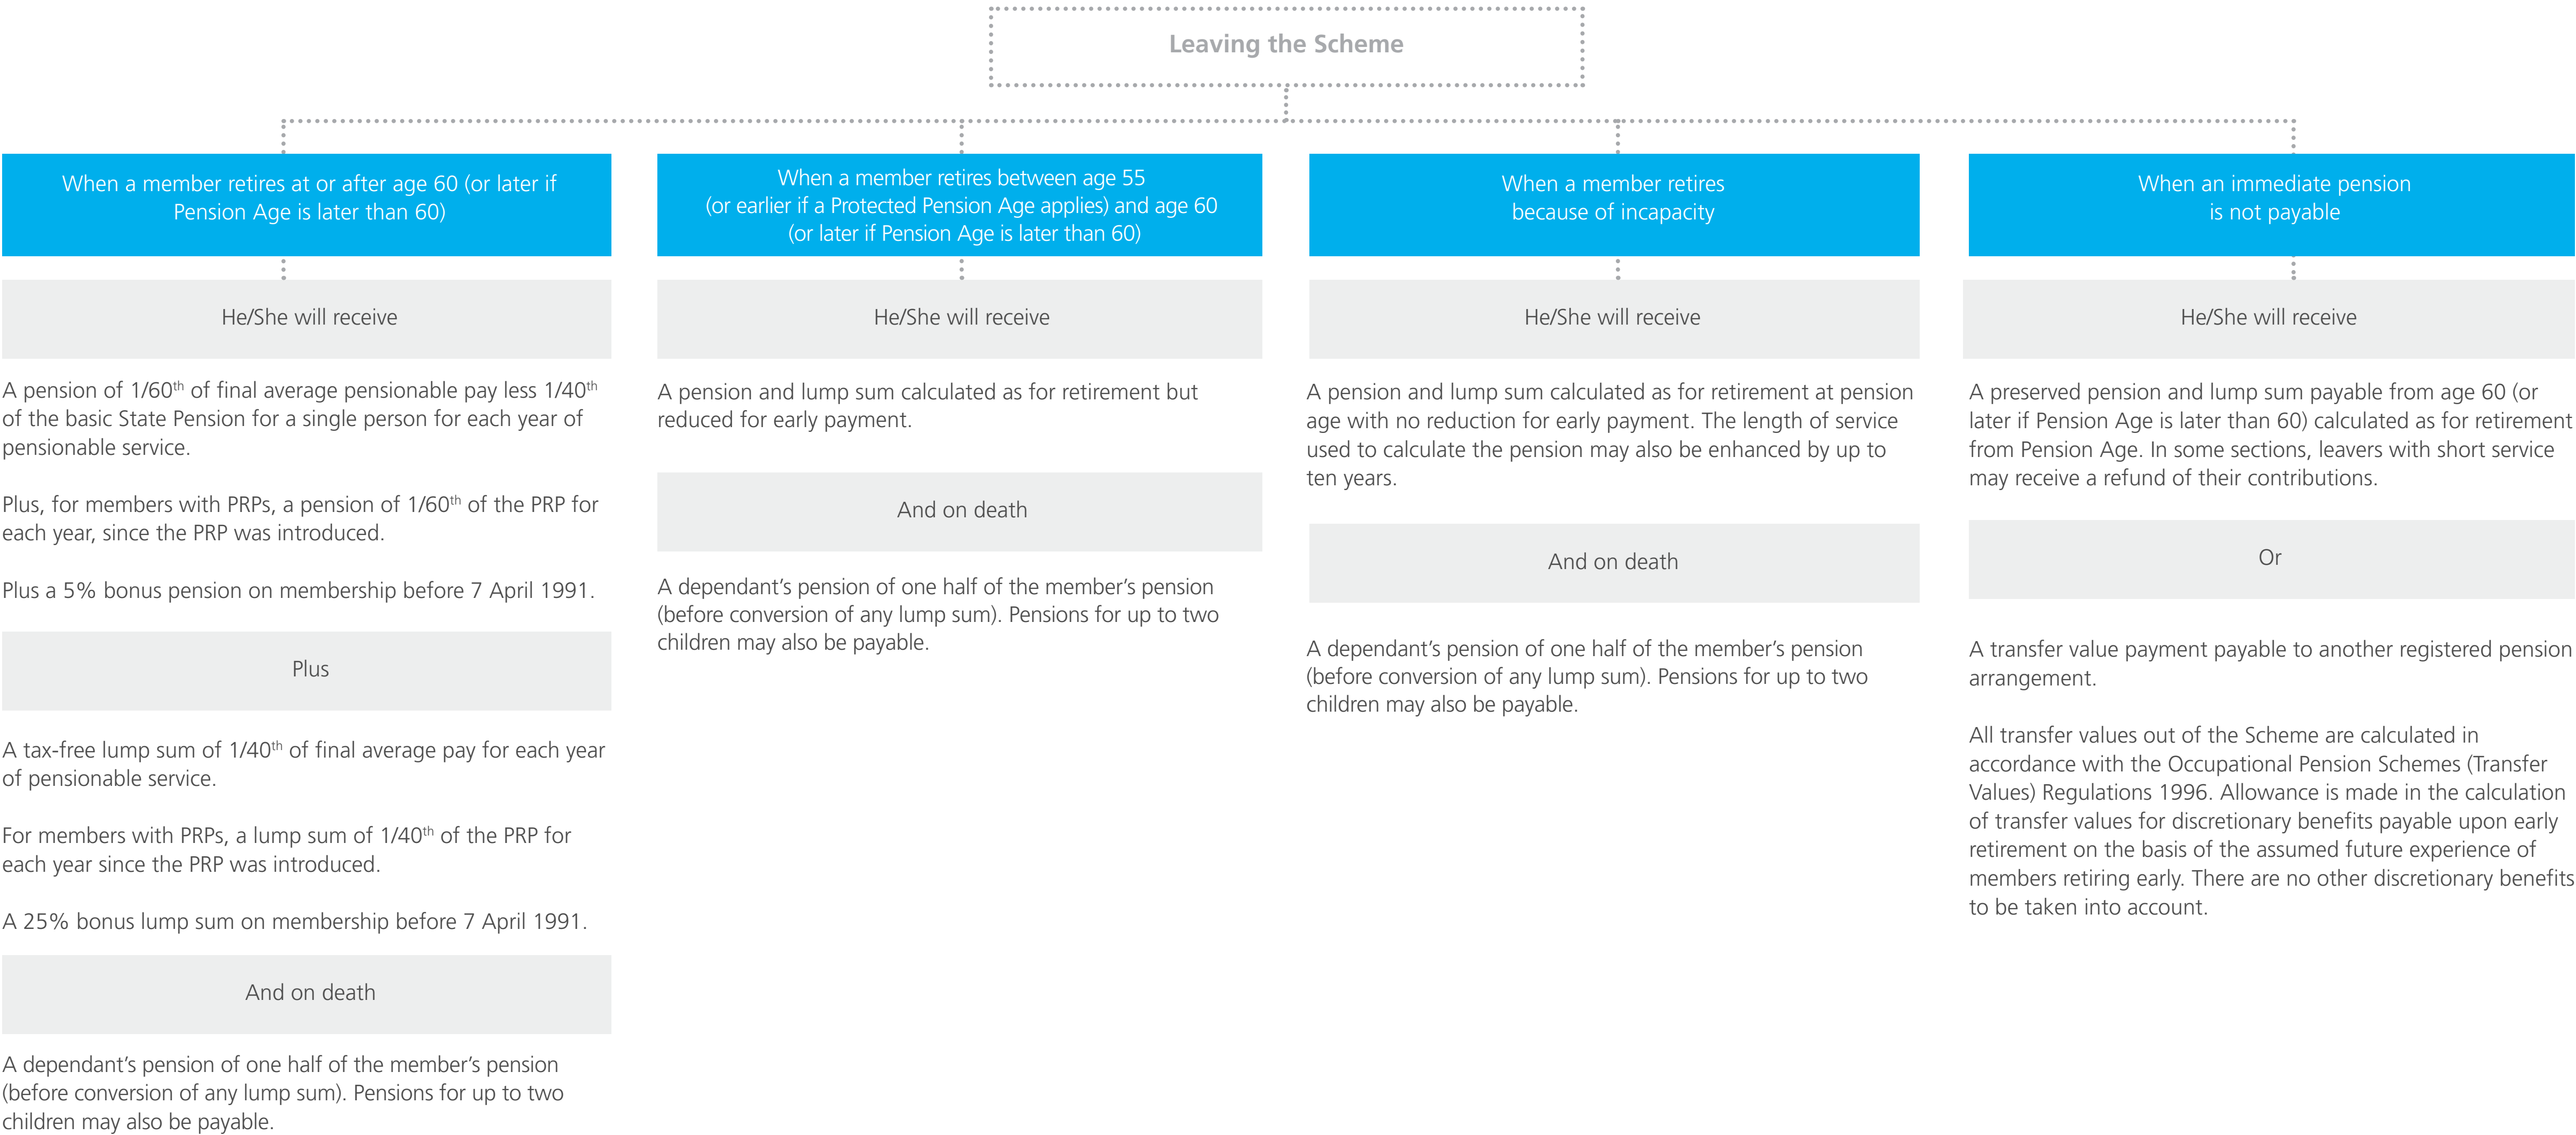 Leaving the Scheme
When a member retires at or after age 60 (or later if
Pension Age is later than 60)
He/She will receive
A pension of 1/60th of final average pensionable pay less 1/40th
of the basic State Pension for a single person for each year of
pensionable service.
Plus, for members with PRPs, a pension of 1/60th of the PRP for
each year, since the PRP was introduced.
Plus a 5% bonus pension on membership before 7 April 1991.
Plus
A tax-free lump sum of 1/40th of final average pay for each year
of pensionable service.
For members with PRPs, a lump sum of 1/40th of the PRP for
each year since the PRP was introduced.
A 25% bonus lump sum on membership before 7 April 1991.
And on death
A dependant’s pension of one half of the member’s pension
(before conversion of any lump sum). Pensions for up to two
children may also be payable.
When a member retires between age 55
(or earlier if a Protected Pension Age applies) and age 60
(or later if Pension Age is later than 60)
He/She will receive
A pension and lump sum calculated as for retirement but
reduced for early payment.
And on death
A dependant’s pension of one half of the member’s pension
(before conversion of any lump sum). Pensions for up to two
children may also be payable.
When a member retires
because of incapacity
He/She will receive
A pension and lump sum calculated as for retirement at pension
age with no reduction for early payment. The length of service
used to calculate the pension may also be enhanced by up to
ten years.
And on death
A dependant’s pension of one half of the member’s pension
(before conversion of any lump sum). Pensions for up to two
children may also be payable.
When an immediate pension
is not payable
He/She will receive
A preserved pension and lump sum payable from age 60 (or
later if Pension Age is later than 60) calculated as for retirement
from Pension Age. In some sections, leavers with short service
may receive a refund of their contributions.
Or
A transfer value payment payable to another registered pension
arrangement.
All transfer values out of the Scheme are calculated in
accordance with the Occupational Pension Schemes (Transfer
Values) Regulations 1996. Allowance is made in the calculation
of transfer values for discretionary benefits payable upon early
retirement on the basis of the assumed future experience of
members retiring early. There are no other discretionary benefits
to be taken into account.